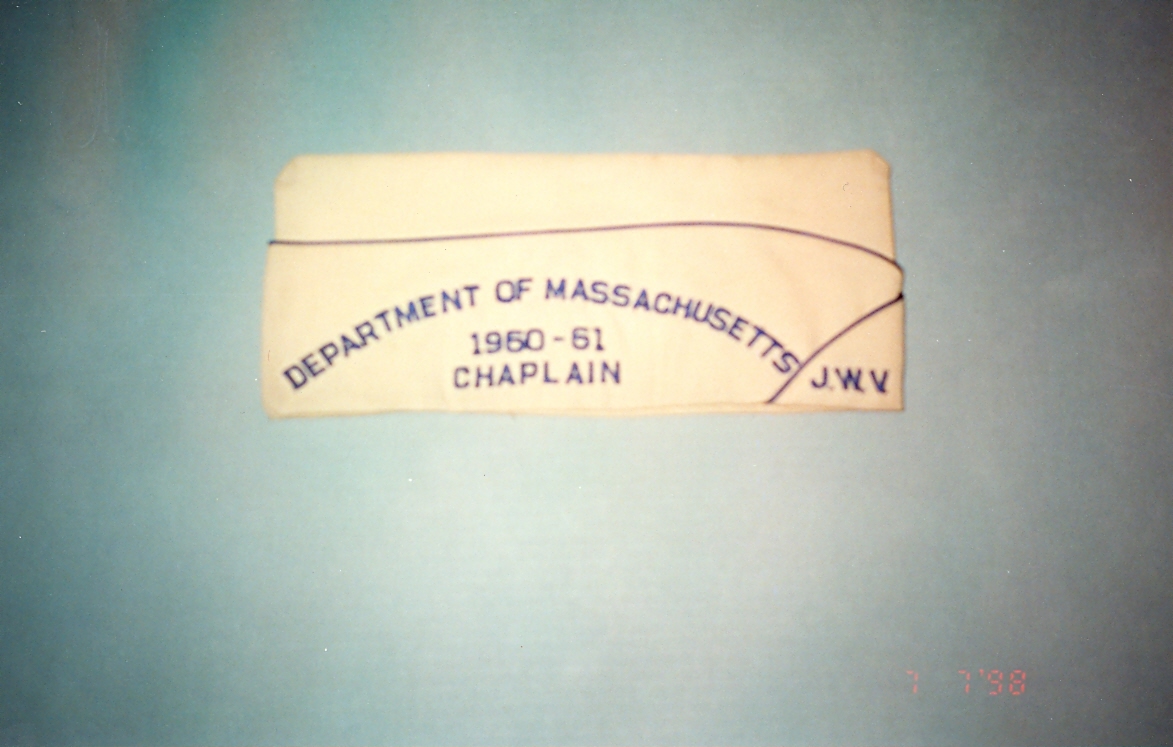 DEPARTMENT OF MASSACHUSETTS
1960-61
CHAPLAIN
J.W.V.
7 7'98